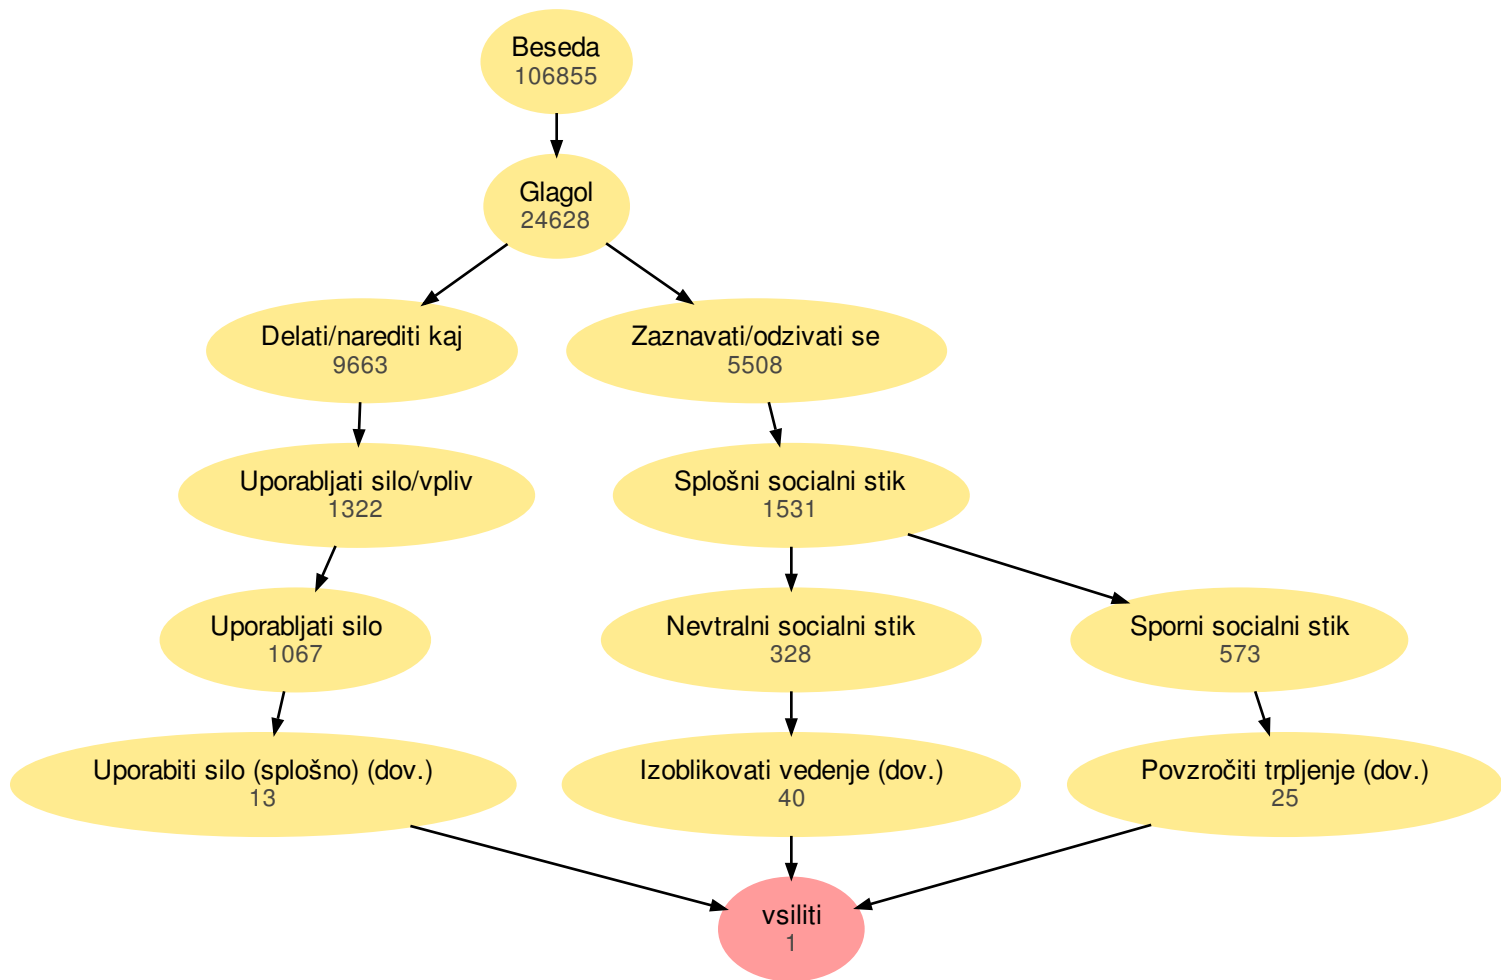 Beseda
106855
Glagol
24628
Delati/narediti kaj
9663
Zaznavati/odzivati se
5508
Uporabljati silo/vpliv
1322
Splošni socialni stik
1531
Uporabljati silo
1067
Nevtralni socialni stik
328
Sporni socialni stik
573
Uporabiti silo (splošno) (dov.)
13
Izoblikovati vedenje (dov.)
40
Povzročiti trpljenje (dov.)
25
vsiliti
1